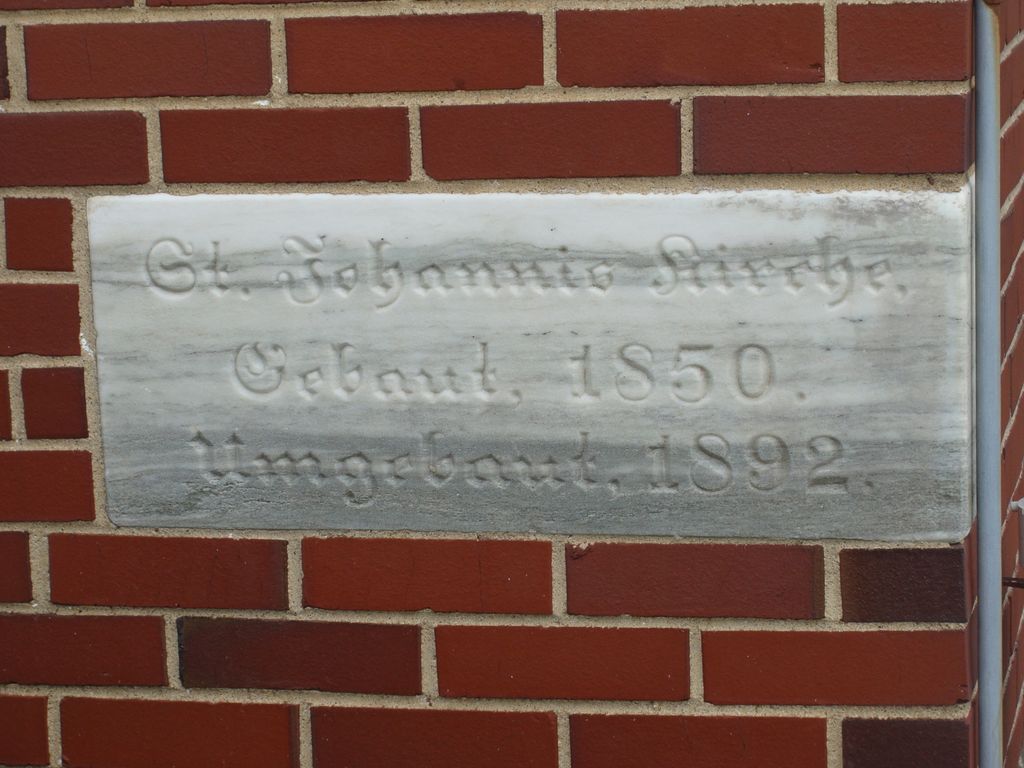 St. Johannis Kirche.
Gebaut, 1850.
Umgebaut, 1892.